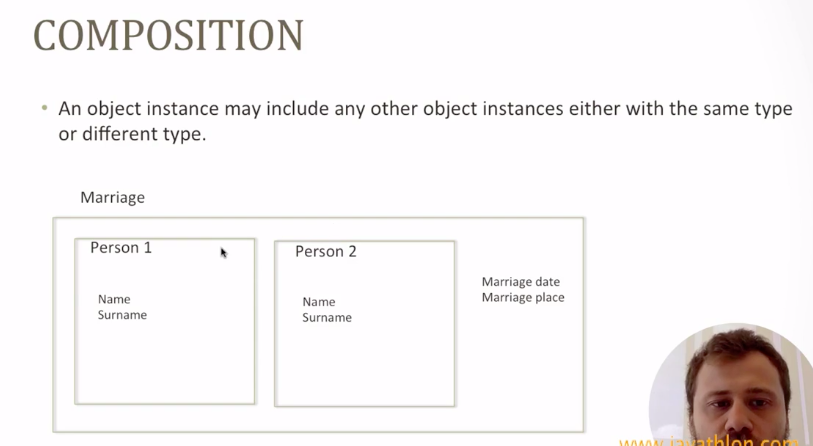 COMPOSITION
• An object instance may include any other object instances either with the same type
or different type.
Marriage
Person 1
Person 2
Name
Surname
Name
Surname
Marriage date
Marriage place
www.javathlon.com